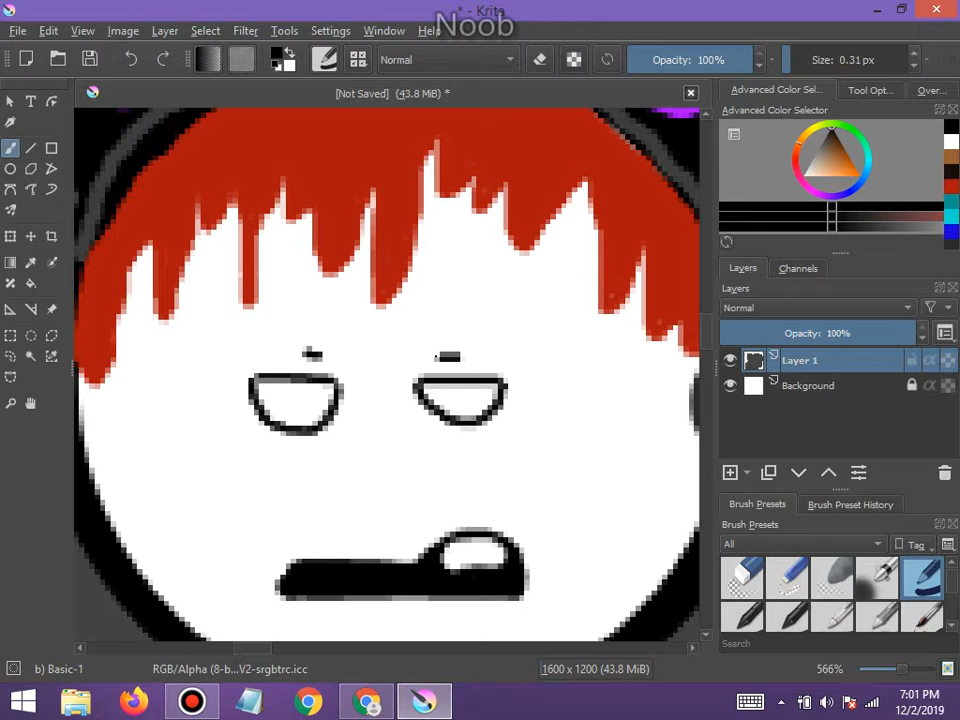 * - Krita
Noob
File Edit View Image Layer Select Filter Tools Settings Window Help
Normal Opacity: 100% Size: 0.31 px
[Not Saved] (43.8 MiB) *
Advanced Color Sel... Tool Opt... Over...
Advanced Color Selector
Layers Channels
Layers
Normal
Opacity: 100%
Layer 1
Background
Brush Presets Brush Preset History
Brush Presets
All Tag
Search
b) Basic-1 RGB/Alpha (8-b...V2-srgbtrc.icc 1600 x 1200 (43.8 MiB) 566%
7:01 PM
12/2/2019